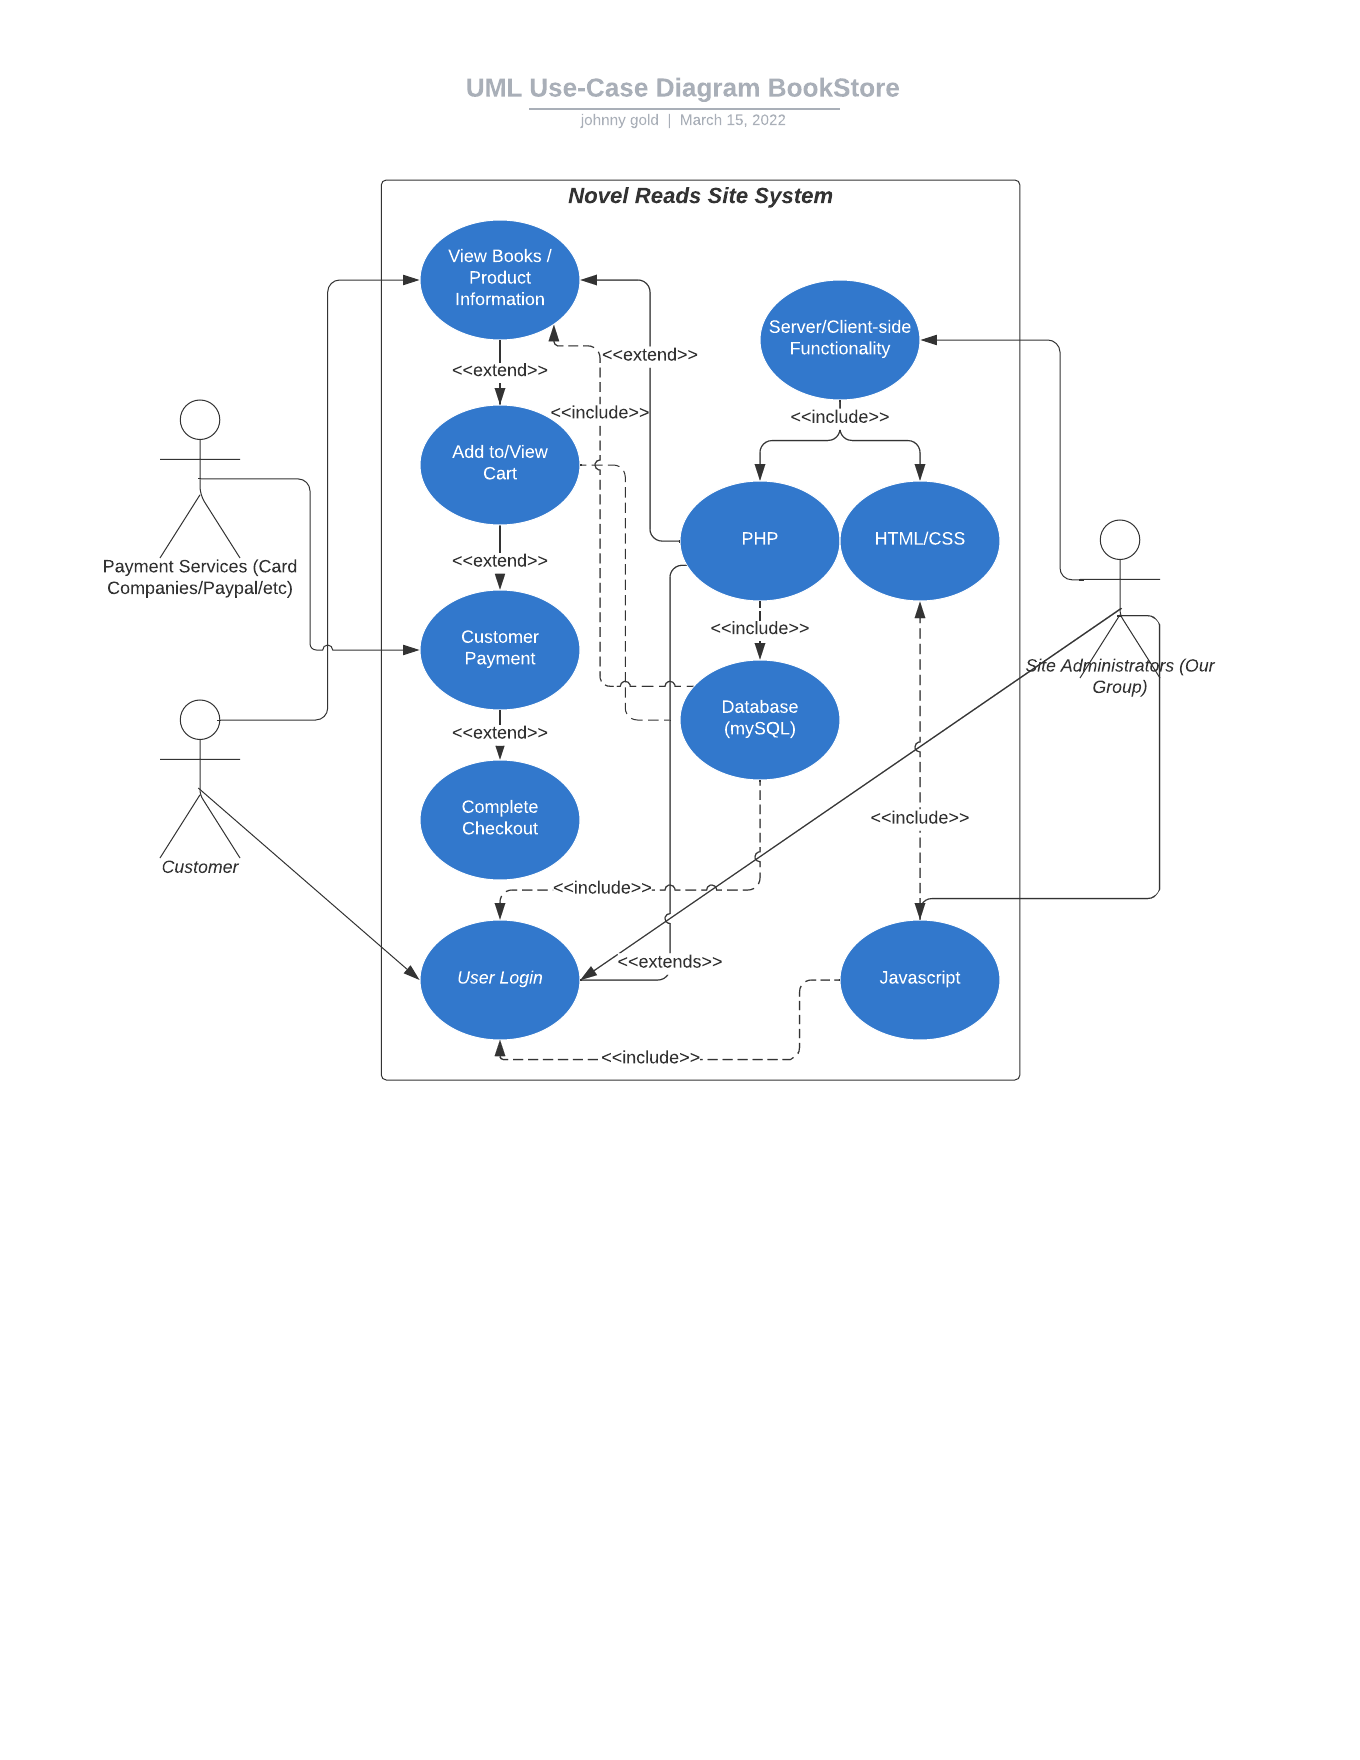 UML Use-Case Diagram BookStore
johnny gold | March 15, 2022
Novel Reads Site System
View Books /
Product
Information
Server/Client-side
Functionality
<<extend>>
<<extend>>
<<include>>
<<include>>
Add to/View
Cart
PHP
HTML/CSS
Payment Services (Card
Companies/Paypal/etc)
<<extend>>
<<include>>
Customer
Payment
Site Administrators (Our
Group)
Database
(mySQL)
<<extend>>
Complete
Checkout
<<include>>
Customer
<<include>>
<<extends>>
User Login
Javascript
<<include>>